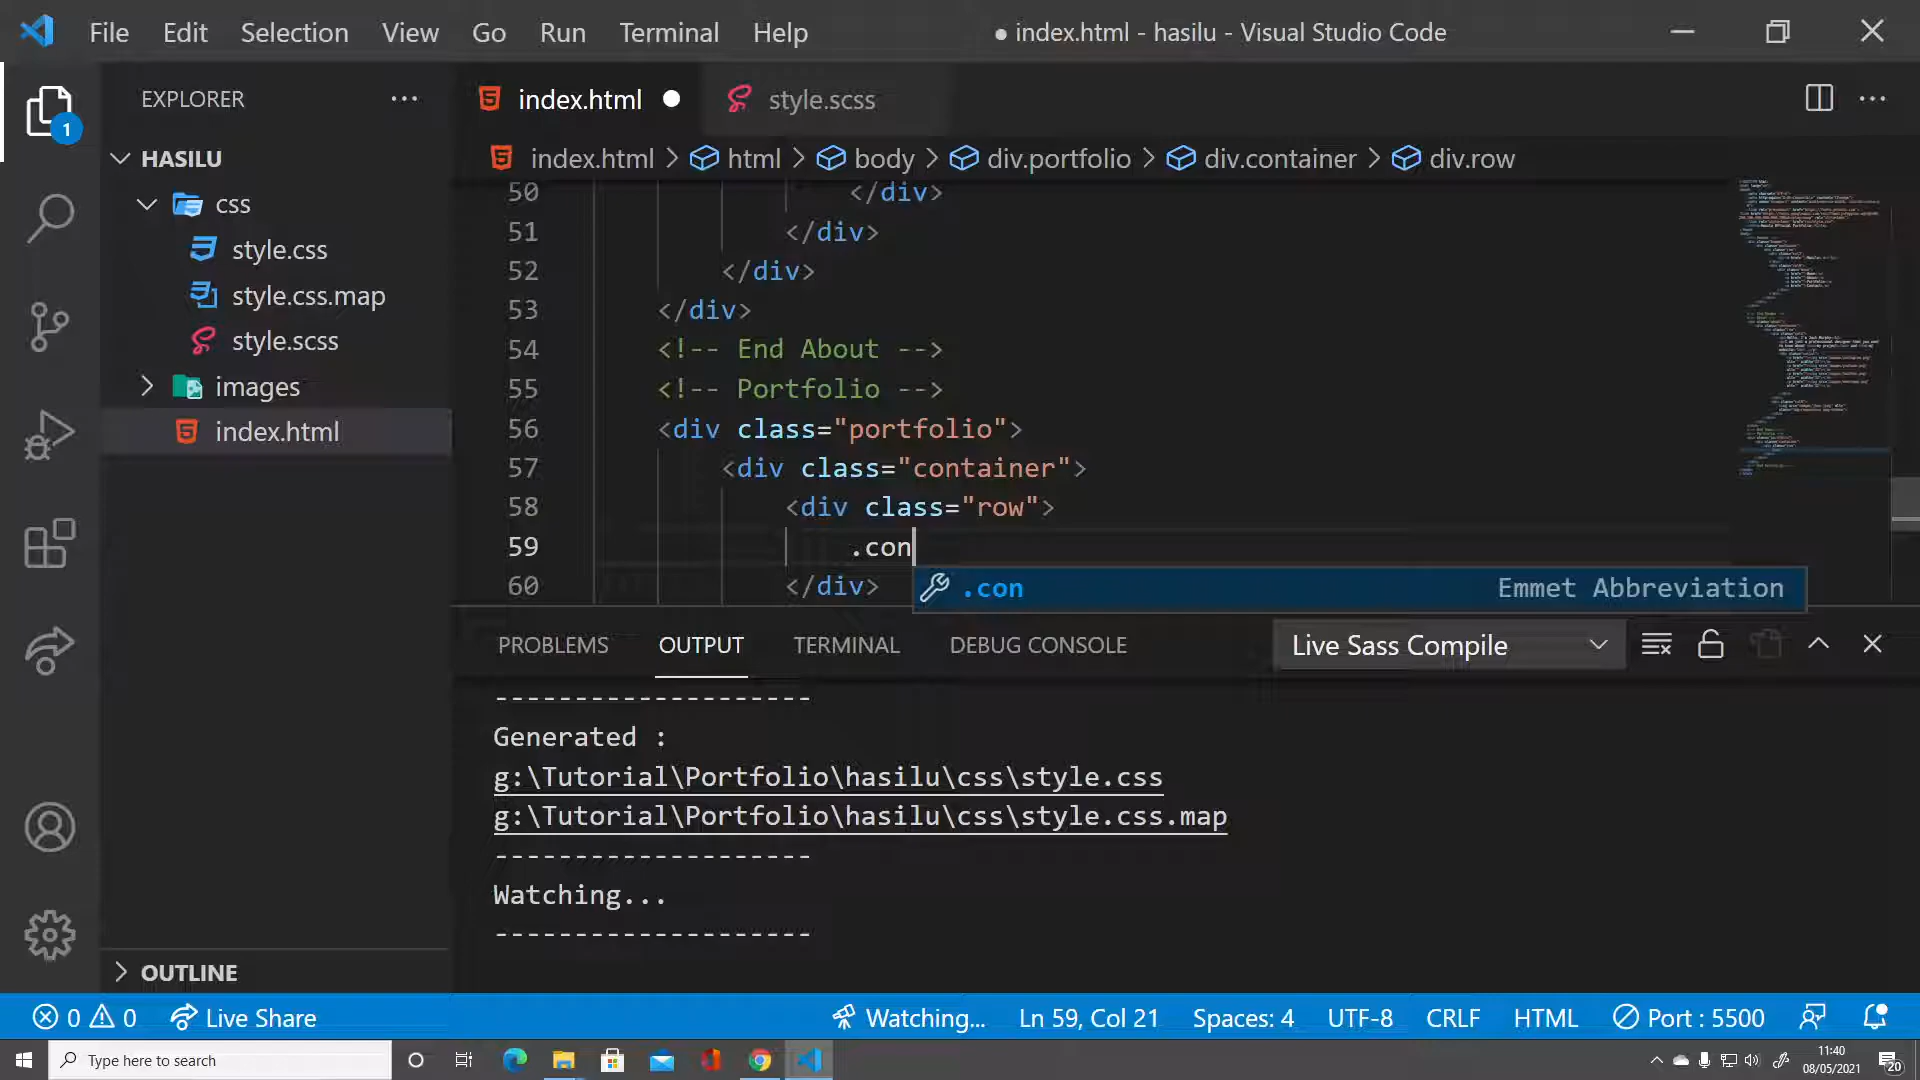 File Edit Selection View Go Run Terminal Help
● index.html - hasilu - Visual Studio Code
EXPLORER
HASILU
css
style.css
style.css.map
style.scss
images
index.html
OUTLINE
index.html
style.scss
index.html > html > body > div.portfolio > div.container > div.row
50 </div>
51 </div>
52 </div>
53 </div>
54 <!-- End About -->
55 <!-- Portfolio -->
56 <div class="portfolio">
57 <div class="container">
58 <div class="row">
59 .con
60 </div>
.con Emmet Abbreviation
PROBLEMS OUTPUT TERMINAL DEBUG CONSOLE
Live Sass Compile
--------------------
Generated :
g:\Tutorial\Portfolio\hasilu\css\style.css
g:\Tutorial\Portfolio\hasilu\css\style.css.map
--------------------
Watching...
--------------------
1
0 0 Live Share
Watching... Ln 59, Col 21 Spaces: 4 UTF-8 CRLF HTML Port : 5500
Type here to search
11:40
08/05/2021
20